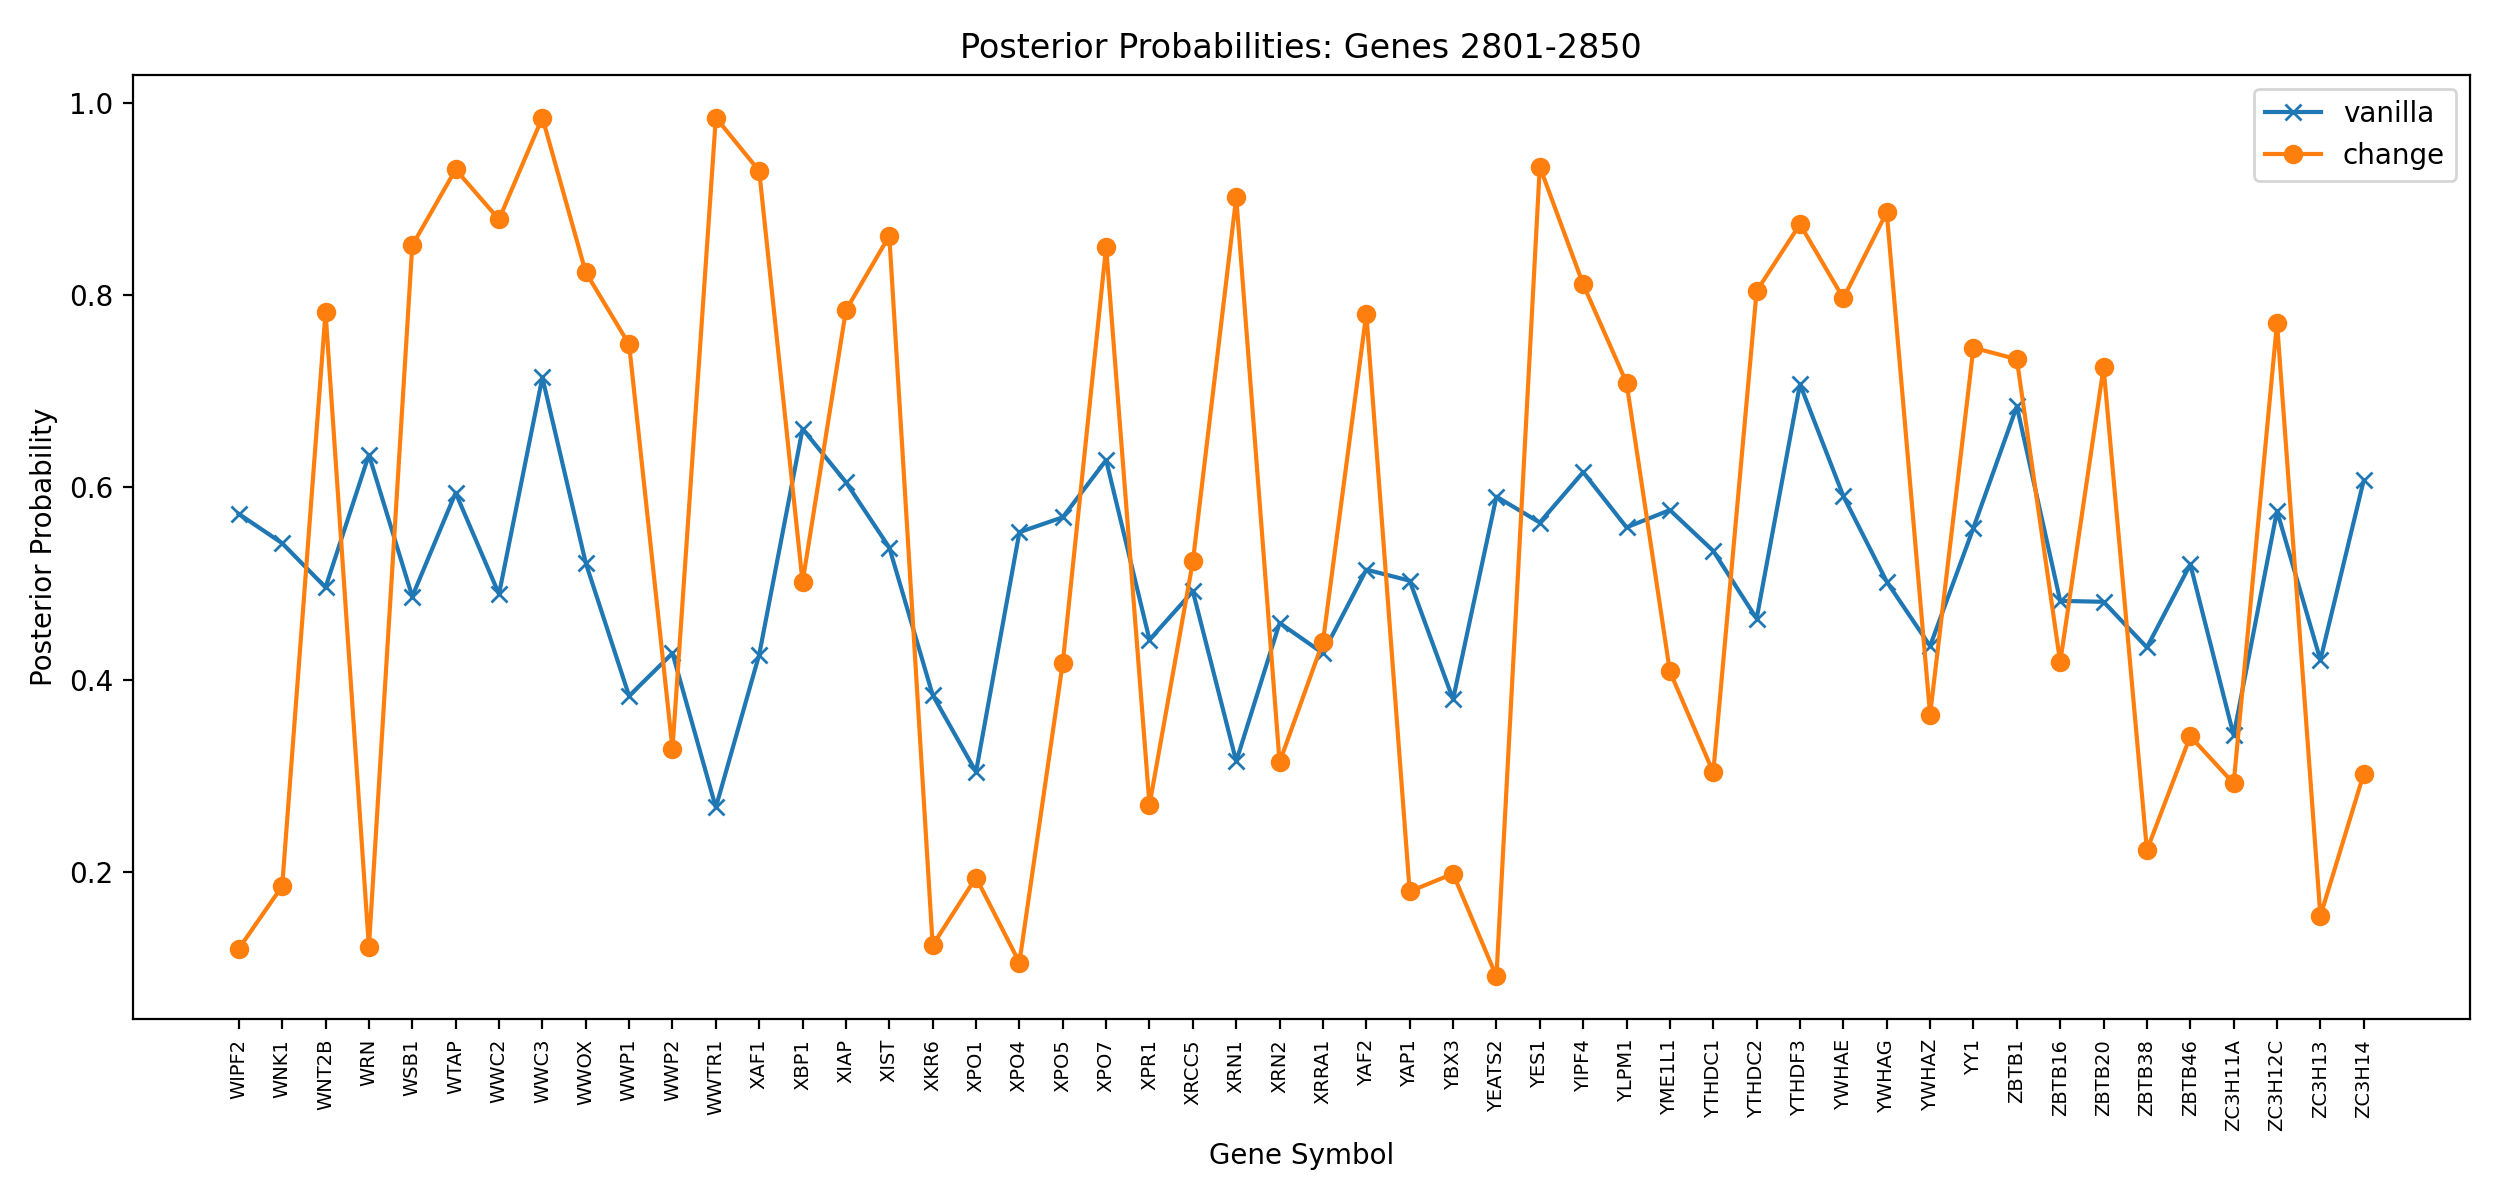 Posterior Probabilities: Genes 2801-2850
vanilla
change
Posterior Probability
1.0
0.8
0.6
0.4
0.2
WIPF2
WNK1
WNT2B
WRN
WSB1
WTAP
WWC2
WWC3
WWOX
WWP1
WWP2
WWTR1
XAF1
XBP1
XIAP
XIST
XKR6
XPO1
XPO4
XPO5
XPO7
XPR1
XRCC5
XRN1
XRN2
XRRA1
YAF2
YAP1
YBX3
YEATS2
YES1
YIPF4
YLPM1
YME1L1
YTHDC1
YTHDC2
YTHDF3
YWHAE
YWHAG
YWHAZ
YY1
ZBTB1
ZBTB16
ZBTB20
ZBTB38
ZBTB46
ZC3H11A
ZC3H12C
ZC3H13
ZC3H14
Gene Symbol